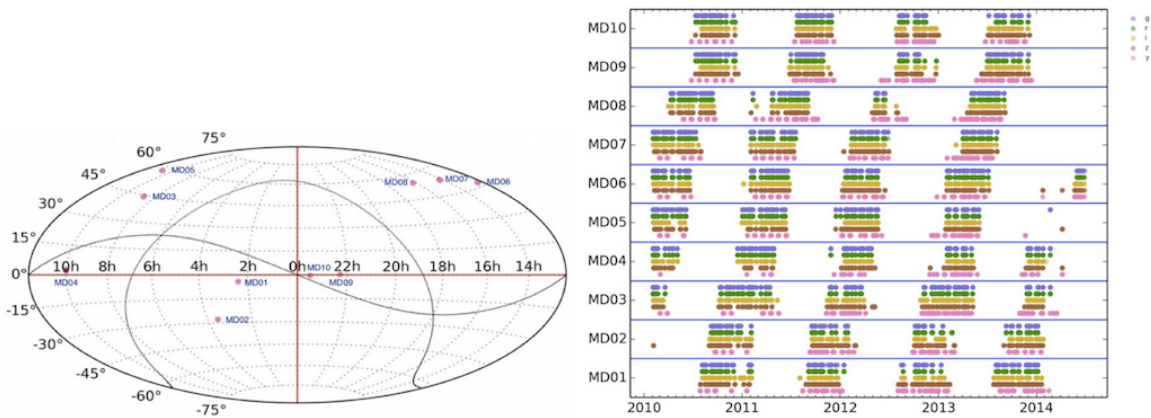 75°
60°
45°
30°
15°
0°
-15°
-30°
-45°
-60°
-75°
MD05
MD03
MD08
MD07
MD06
10h 8h 6h 4h 2h 0h 22h 20h 18h 16h 14h
MD10
MD04
MD01
MD09
MD02
MD10
MD09
MD08
MD07
MD06
MD05
MD04
MD03
MD02
MD01
2010 2011 2012 2013 2014
g
r
i
z
y